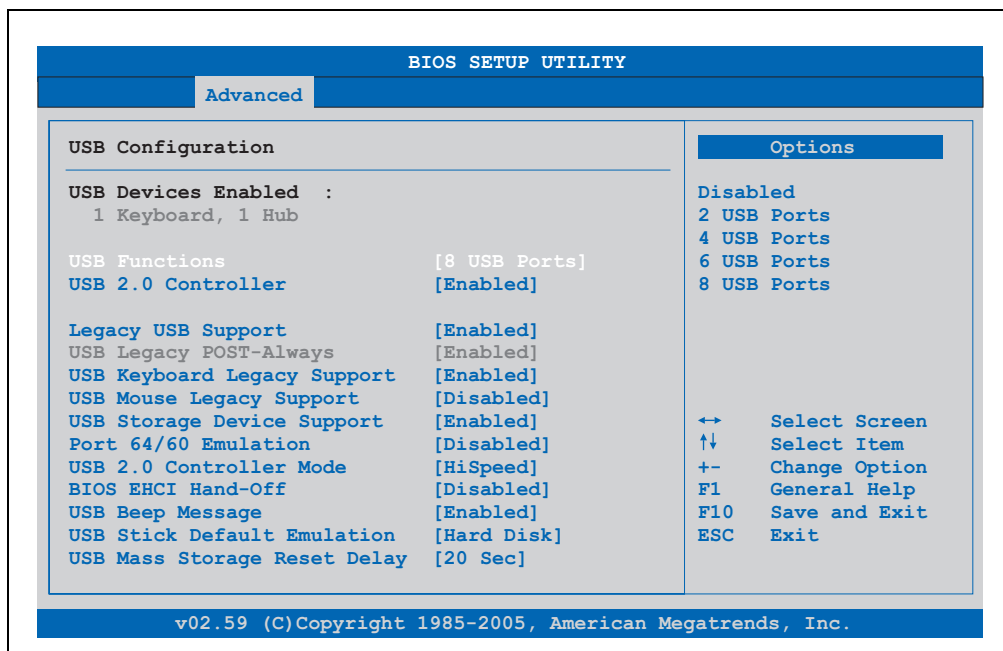 BIOS SETUP UTILITY
Advanced
USB Configuration
USB Devices Enabled :
1 Keyboard, 1 Hub
USB Functions [8 USB Ports]
USB 2.0 Controller [Enabled]
Legacy USB Support [Enabled]
USB Legacy POST-Always [Enabled]
USB Keyboard Legacy Support [Enabled]
USB Mouse Legacy Support [Disabled]
USB Storage Device Support [Enabled]
Port 64/60 Emulation [Disabled]
USB 2.0 Controller Mode [HiSpeed]
BIOS EHCI Hand-Off [Disabled]
USB Beep Message [Enabled]
USB Stick Default Emulation [Hard Disk]
USB Mass Storage Reset Delay [20 Sec]
Options
Disabled
2 USB Ports
4 USB Ports
6 USB Ports
8 USB Ports
↔ Select Screen
↑↓ Select Item
+- Change Option
F1 General Help
F10 Save and Exit
ESC Exit
v02.59 (C)Copyright 1985-2005, American Megatrends, Inc.